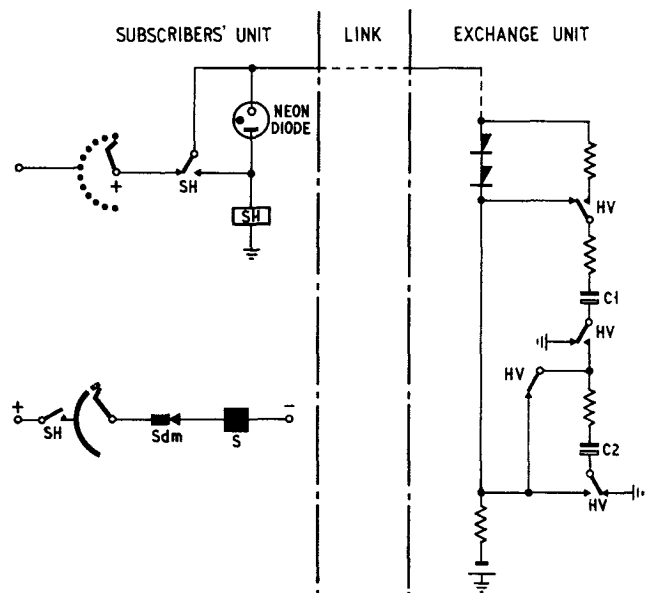 SUBSCRIBERS' UNIT
LINK
EXCHANGE UNIT
NEON
DIODE
+
SH
SH
HV
C1
HV
HV
C2
HV
+
SH
Sdm
S
−